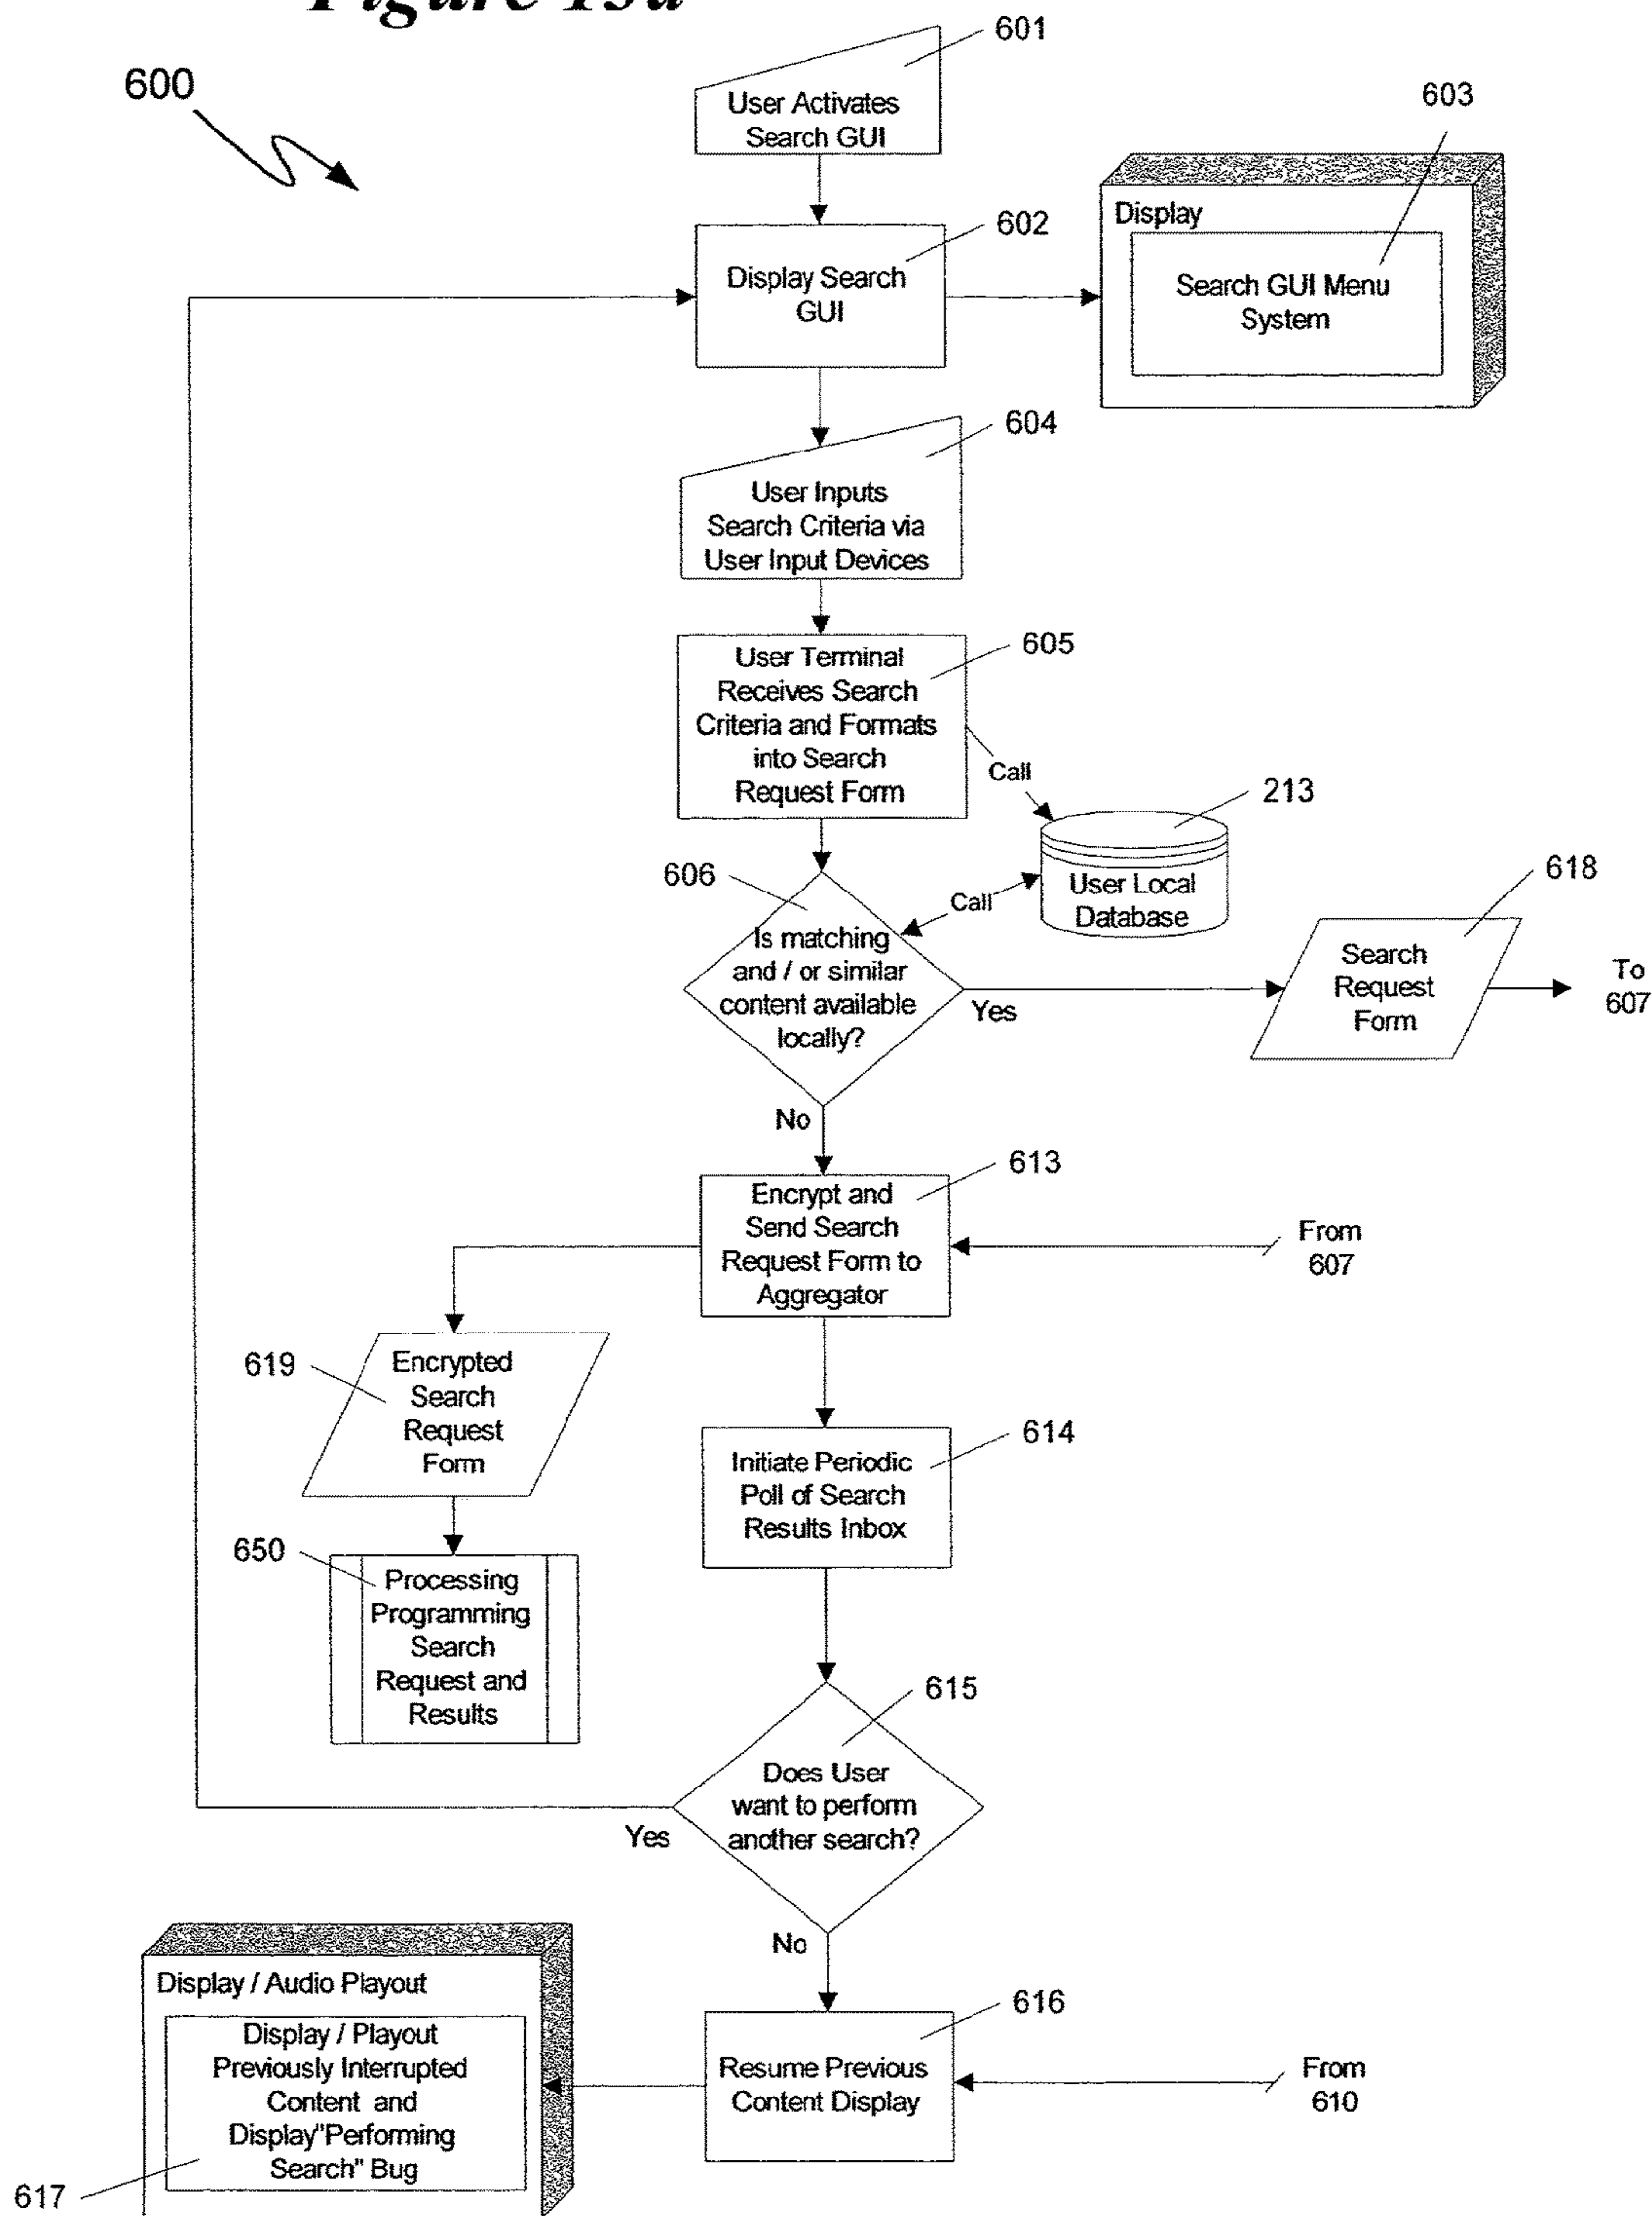 Figure 13a
600
601
User Activates
Search GUI
602
Display Search
GUI
603
Display
Search GUI Menu
System
604
User Inputs
Search Criteria via
User Input Devices
605
User Terminal
Receives Search
Criteria and Formats
into Search
Request Form
Call
213
User Local
Database
Call
606
Is matching
and / or similar
content available
locally?
Yes
618
Search
Request
Form
To
607
No
613
Encrypt and
Send Search
Request Form to
Aggregator
From
607
619
Encrypted
Search
Request
Form
614
Initiate Periodic
Poll of Search
Results Inbox
650
Processing
Programming
Search
Request and
Results
615
Does User
want to perform
another search?
Yes
No
616
Resume Previous
Content Display
From
610
Display / Audio Playout
Display / Playout
Previously Interrupted
Content and
Display"Performing
Search" Bug
617